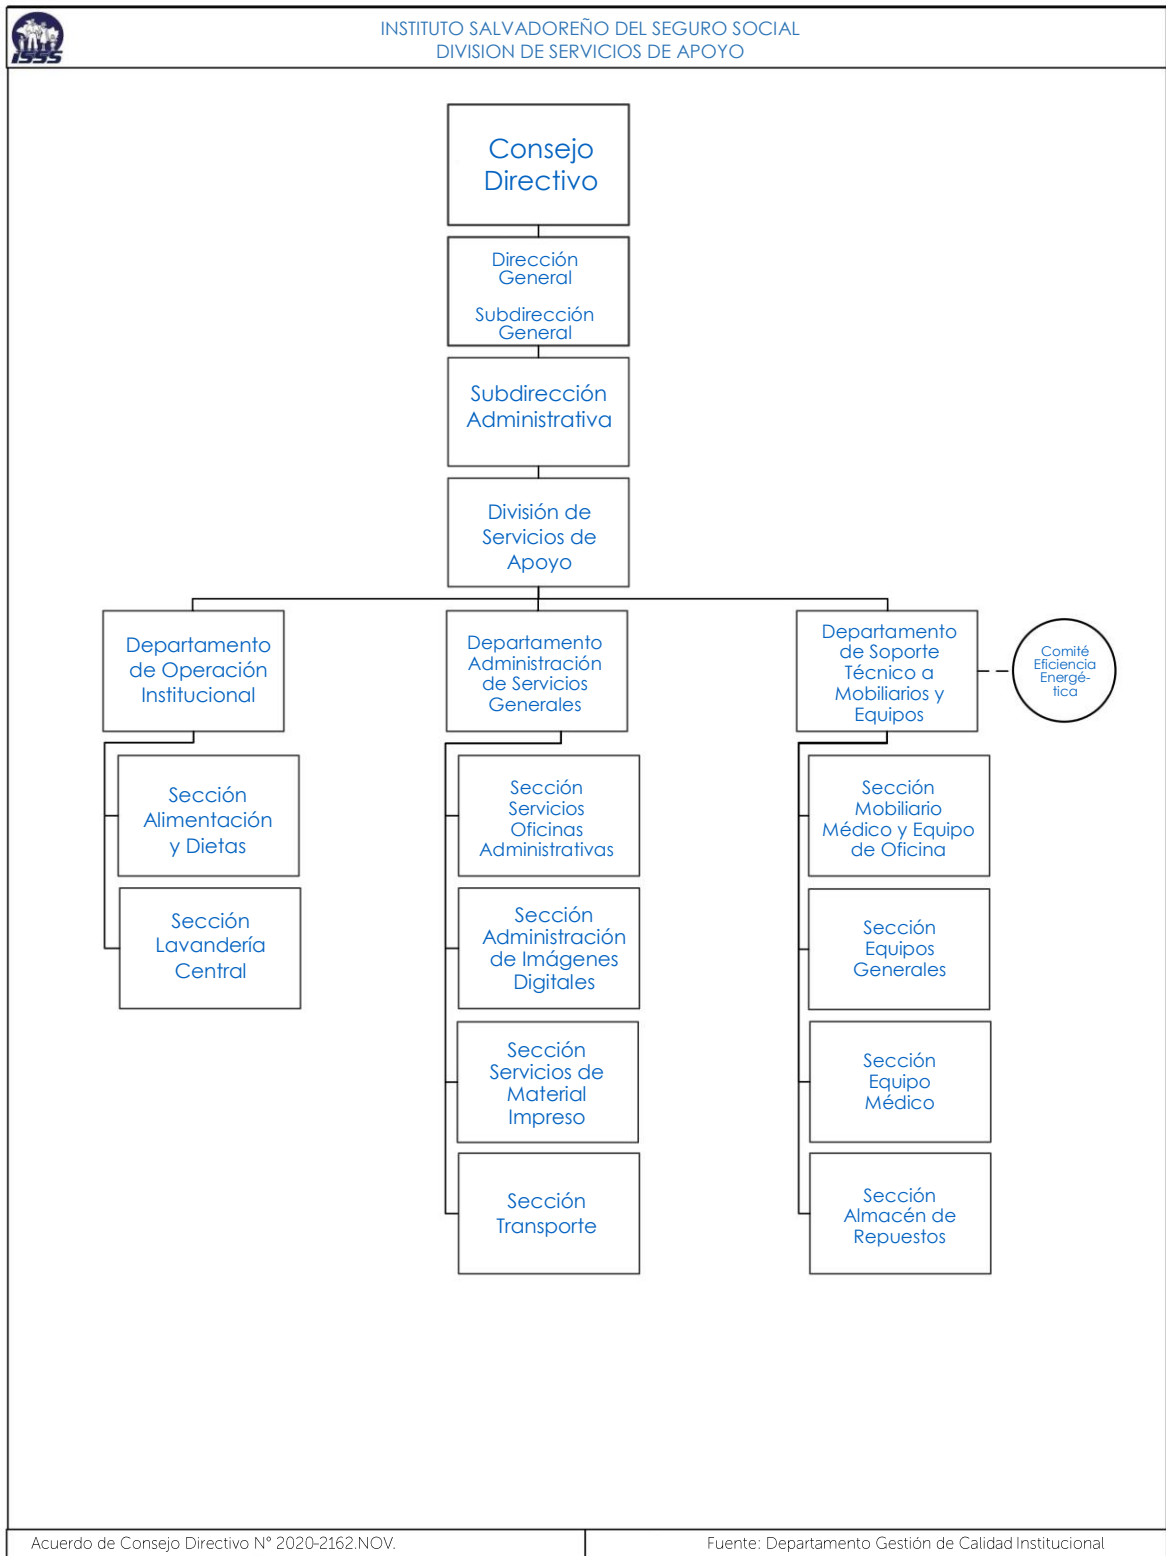 ISSS
INSTITUTO SALVADOREÑO DEL SEGURO SOCIAL
DIVISION DE SERVICIOS DE APOYO
Consejo
Directivo
Dirección
General
Subdirección
General
Subdirección
Administrativa
División de
Servicios de
Apoyo
Departamento
de Operación
Institucional
Departamento
Administración
de Servicios
Generales
Departamento
de Soporte
Técnico a
Mobiliarios y
Equipos
Comité
Eficiencia
Energé-
tica
Sección
Alimentación
y Dietas
Sección
Lavandería
Central
Sección
Servicios
Oficinas
Administrativas
Sección
Administración
de Imágenes
Digitales
Sección
Servicios de
Material
Impreso
Sección
Transporte
Sección
Mobiliario
Médico y Equipo
de Oficina
Sección
Equipos
Generales
Sección
Equipo
Médico
Sección
Almacén de
Repuestos
Acuerdo de Consejo Directivo N° 2020-2162.NOV.
Fuente: Departamento Gestión de Calidad Institucional